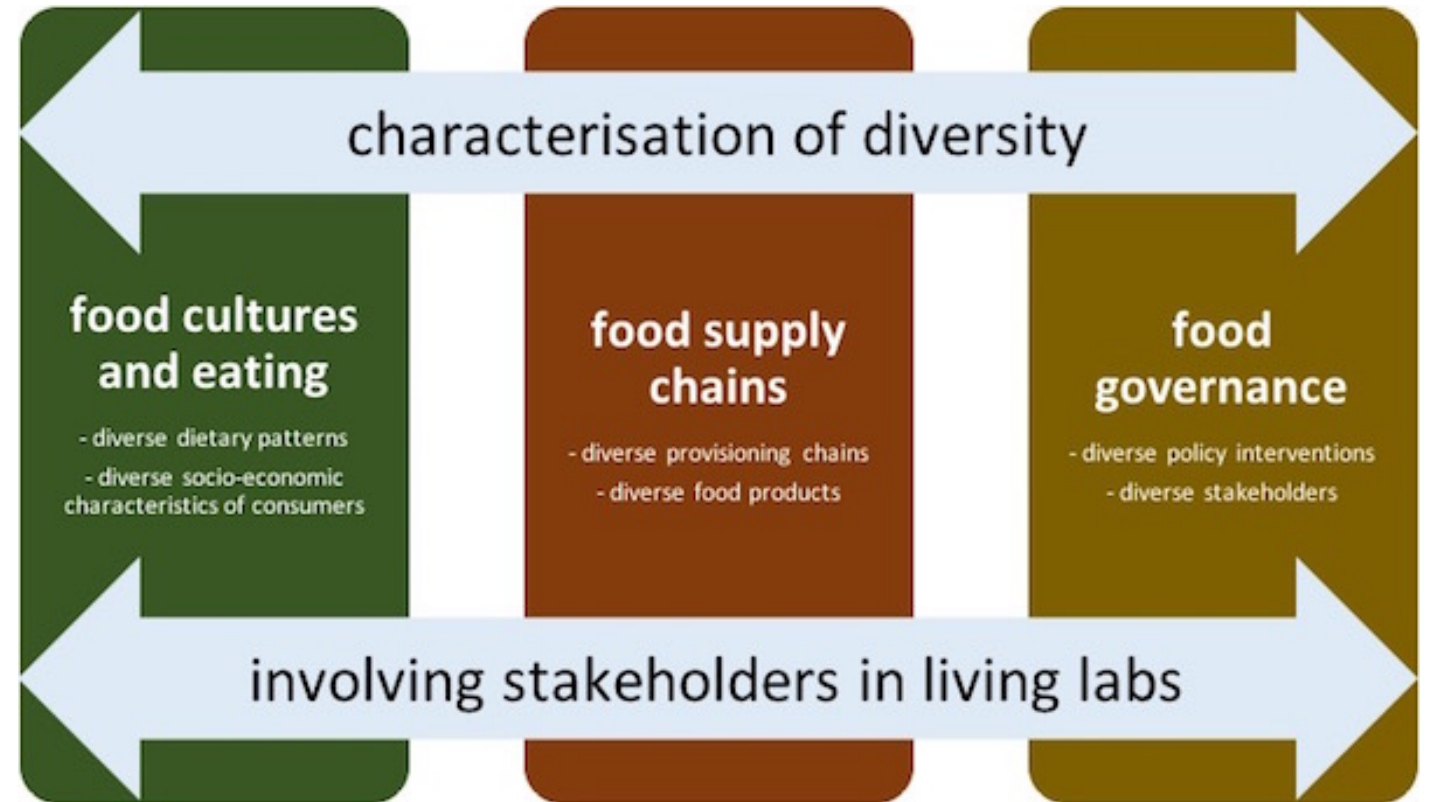 characterisation of diversity
food cultures
and eating
- diverse dietary patterns
- diverse socio-economic
characteristics of consumers
food supply
chains
- diverse provisioning chains
- diverse food products
food
governance
- diverse policy interventions
- diverse stakeholders
involving stakeholders in living labs